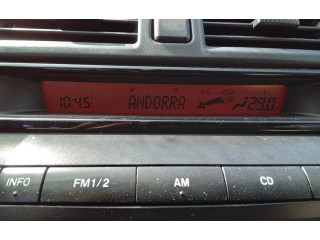 10:45 ANDORRA 29.0
INFO FM1/2 AM CD